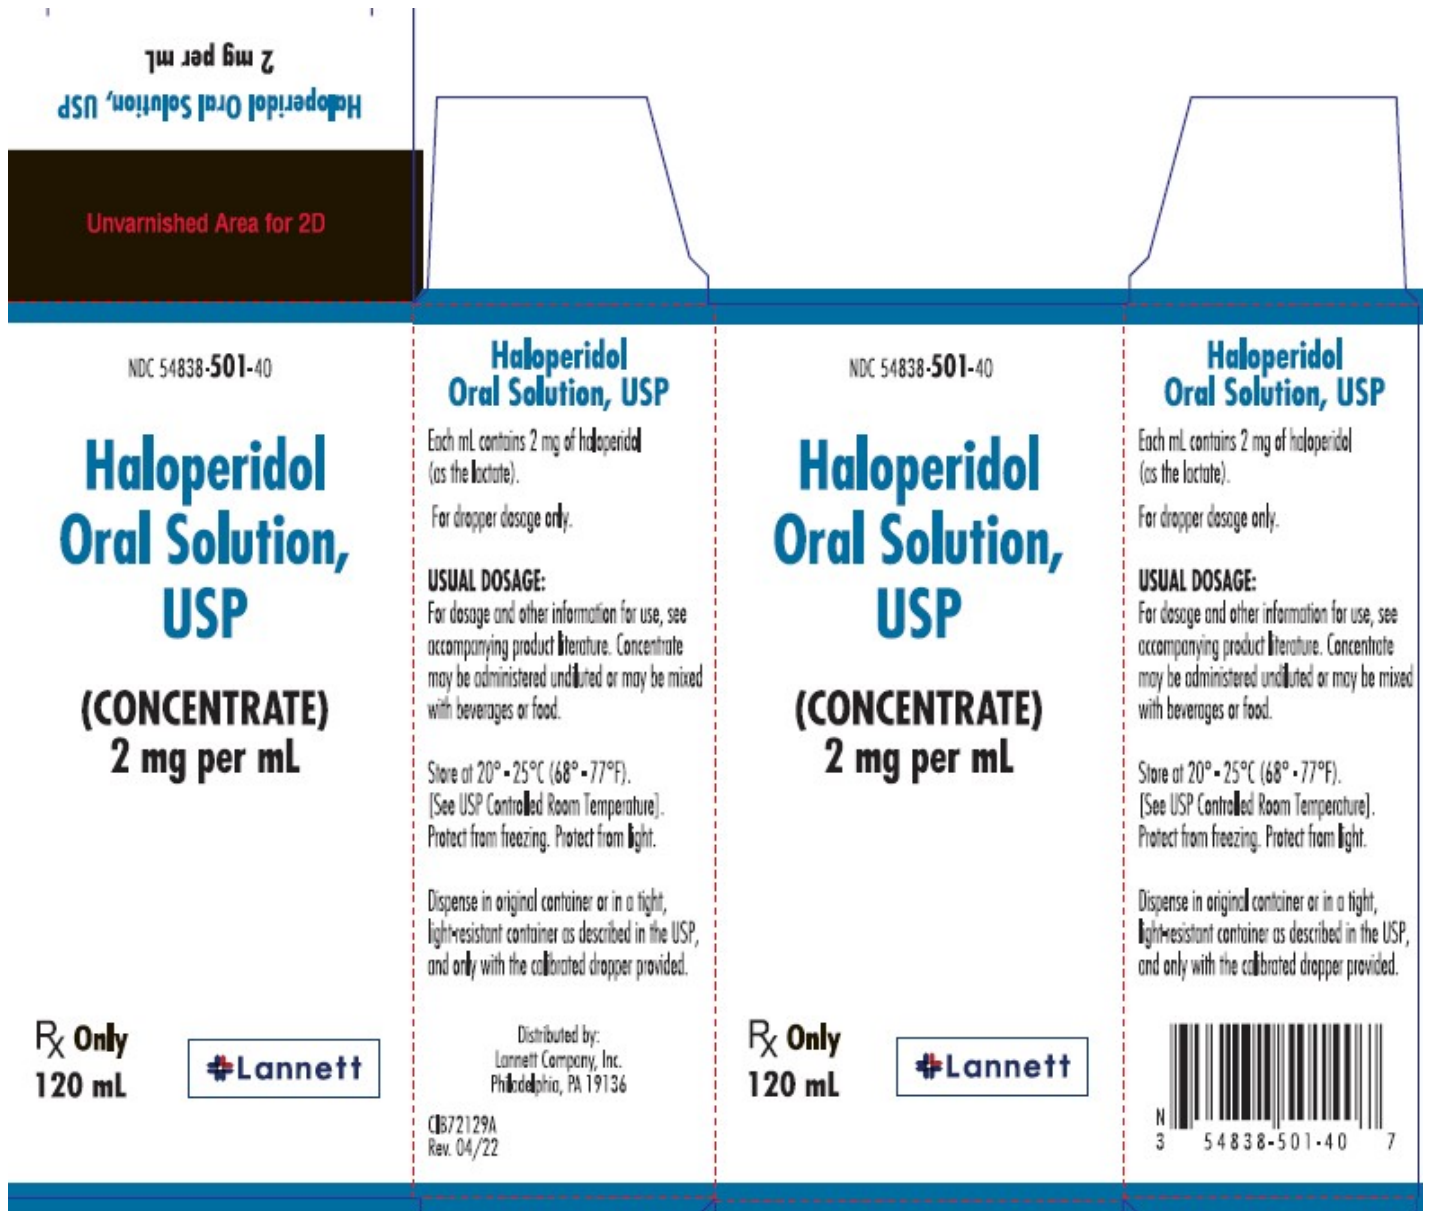 2 mg per mL
Haloperidol Oral Solution, USP
Unvarnished Area for 2D
NDC 54838-501-40
Haloperidol
Oral Solution,
USP
(CONCENTRATE)
2 mg per mL
Rx Only
120 mL
Lannett
Haloperidol
Oral Solution, USP
Each mL contains 2 mg of haloperidol
(as the lactate).
For dropper dosage only.
USUAL DOSAGE:
For dosage and other information for use, see
accompanying product literature. Concentrate
may be administered undiluted or may be mixed
with beverages or food.
Store at 20° - 25°C (68° - 77°F).
[See USP Controlled Room Temperature].
Protect from freezing. Protect from light.
Dispense in original container or in a tight,
light-resistant container as described in the USP,
and only with the calibrated dropper provided.
Distributed by:
Lannett Company, Inc.
Philadelphia, PA 19136
CIB72129A
Rev. 04/22
NDC 54838-501-40
Haloperidol
Oral Solution,
USP
(CONCENTRATE)
2 mg per mL
Rx Only
120 mL
Lannett
Haloperidol
Oral Solution, USP
Each mL contains 2 mg of haloperidol
(as the lactate).
For dropper dosage only.
USUAL DOSAGE:
For dosage and other information for use, see
accompanying product literature. Concentrate
may be administered undiluted or may be mixed
with beverages or food.
Store at 20° - 25°C (68° - 77°F).
[See USP Controlled Room Temperature].
Protect from freezing. Protect from light.
Dispense in original container or in a tight,
light-resistant container as described in the USP,
and only with the calibrated dropper provided.
N
3 54838-501-40 7